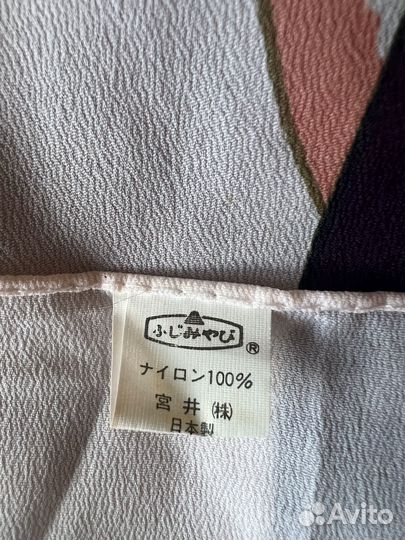 ふじみやび
®
ナイロン100%
宮井(株)
日本製
Avito